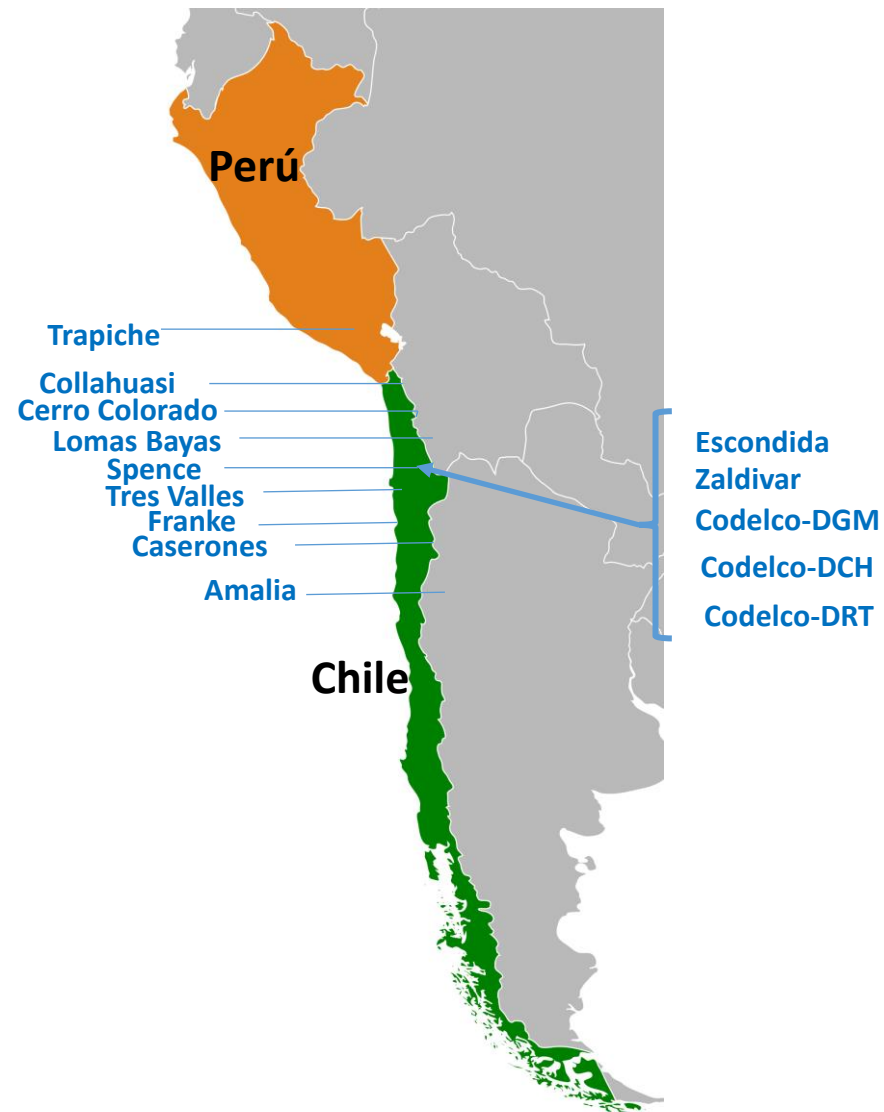 Perú
Trapiche
Collahuasi
Cerro Colorado
Lomas Bayas
Spence
Tres Valles
Franke
Caserones
Amalia
Chile
Escondida
Zaldivar
Codelco-DGM
Codelco-DCH
Codelco-DRT